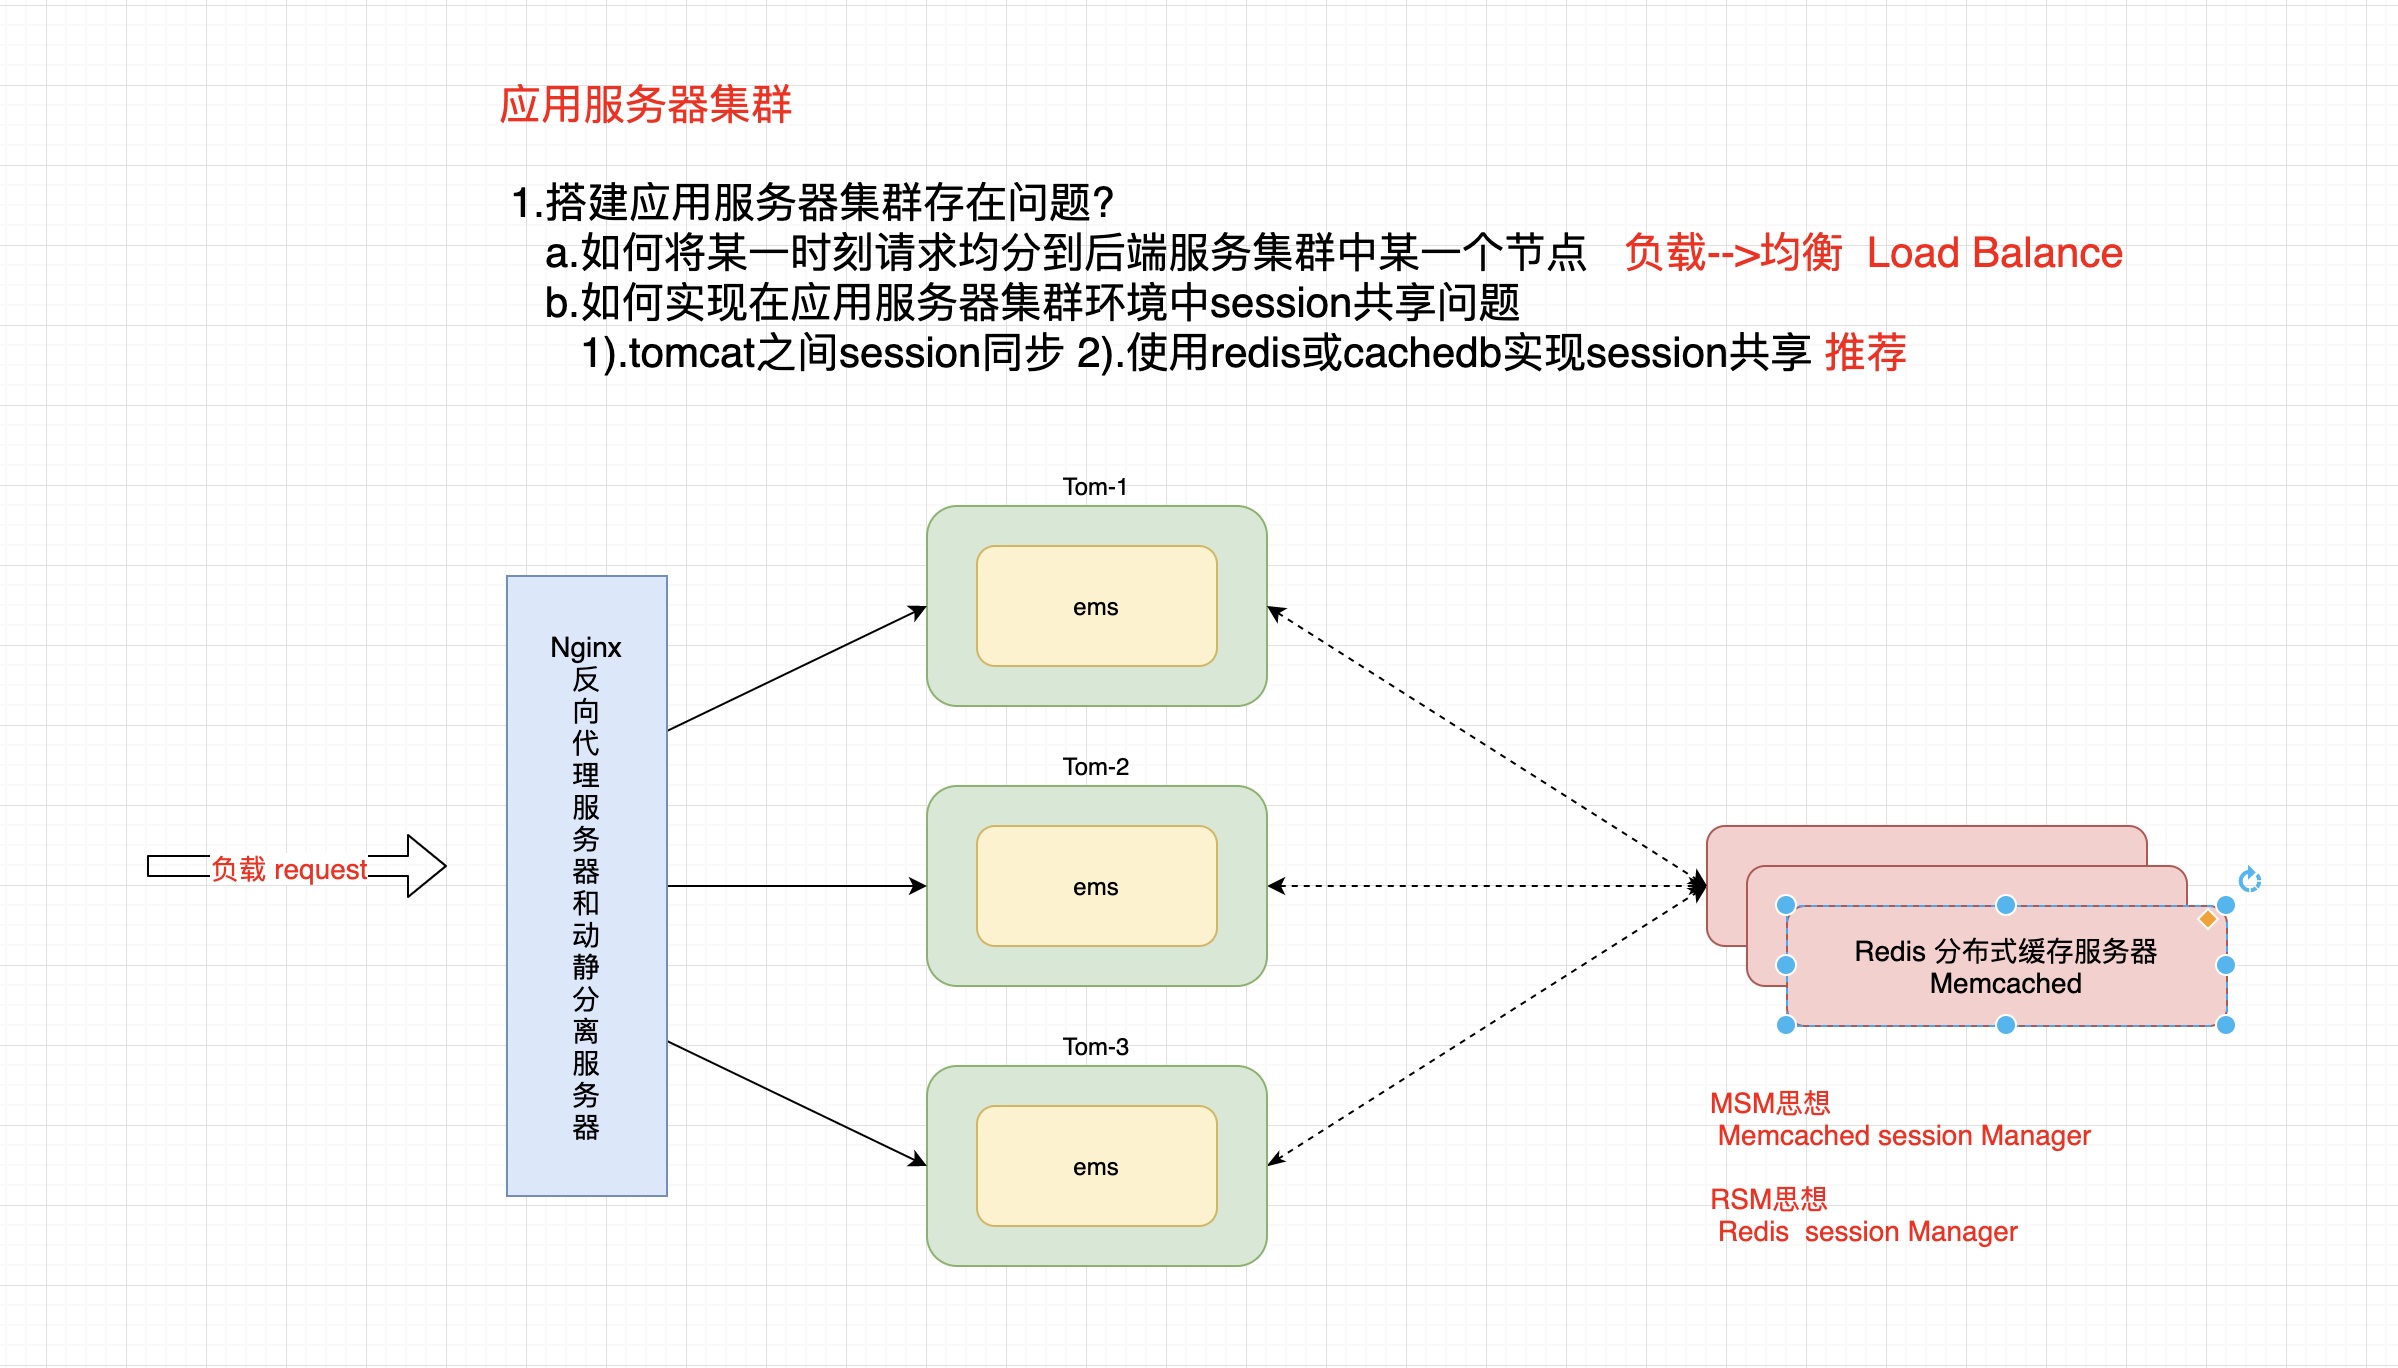 应用服务器集群
1.搭建应用服务器集群存在问题?
a.如何将某一时刻请求均分到后端服务集群中某一个节点 负载-->均衡 Load Balance
b.如何实现在应用服务器集群环境中session共享问题
1).tomcat之间session同步 2).使用redis或cachedb实现session共享 推荐
负载 request
Nginx
反
向
代
理
服
务
器
和
动
静
分
离
服
务
器
Tom-1
ems
Tom-2
ems
Tom-3
ems
Redis 分布式缓存服务器
Memcached
MSM思想
Memcached session Manager
RSM思想
Redis  session Manager